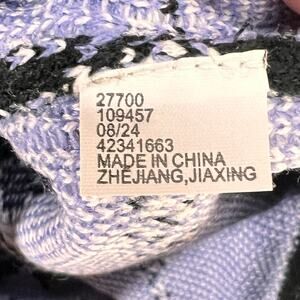 27700
109457
08/24
42341663
MADE IN CHINA
ZHEJIANG,JIAXING